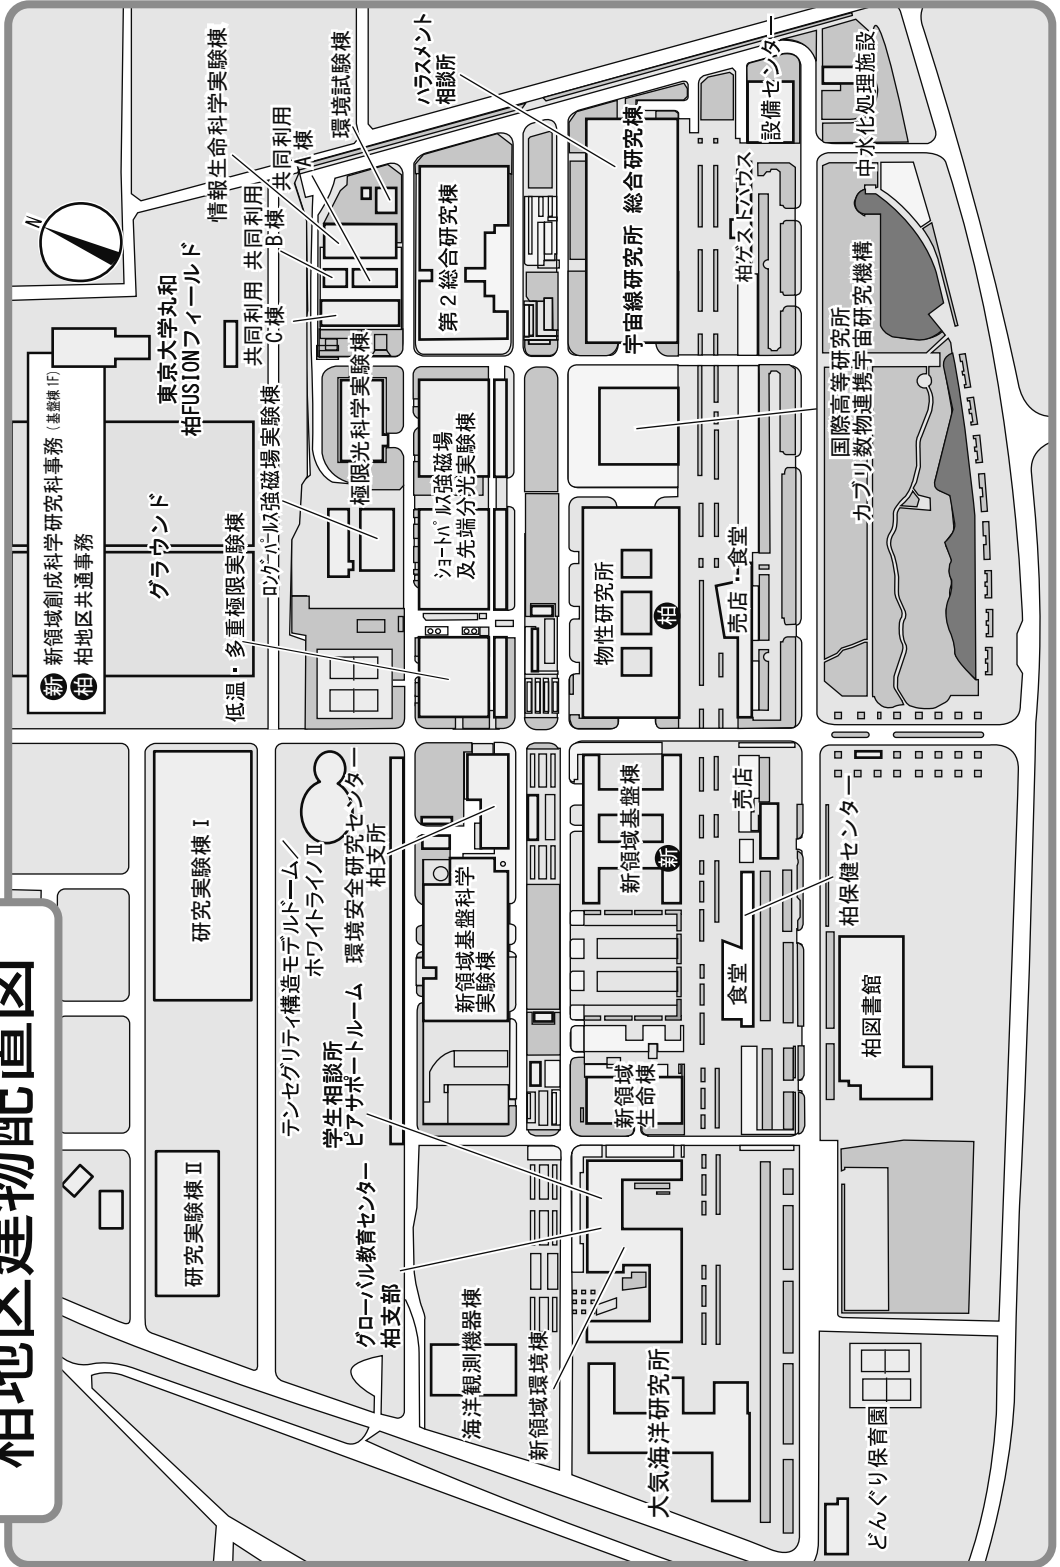 柏地区建物配置図
N
新 新領域創成科学研究科事務（基盤棟1F）
柏 柏地区共通事務
東京大学丸和
柏FUSIONフィールド
グラウンド
研究実験棟Ⅰ
研究実験棟Ⅱ
情報生命科学実験棟
共同利用
A棟
共同利用
B棟
共同利用
C棟
環境試験棟
ハラスメント
相談所
極限光科学実験棟
ロングパルス強磁場実験棟
低温・多重極限実験棟
第2総合研究棟
ショートパルス強磁場
及先端分光実験棟
テンセグリティ構造モデルドーム／
ホワイトライノⅡ
環境安全研究センター
柏支所
学生相談所
ピアサポートルーム
グローバル教育センター
柏支部
新領域基盤科学
実験棟
海洋観測機器棟
新領域環境棟
宇宙線研究所 総合研究棟
物性研究所
柏
新領域基盤棟
新
新領域
生命棟
大気海洋研究所
設備センター
柏ゲストハウス
売店・食堂
売店
食堂
中水化処理施設
国際高等研究所
カブリ数物連携宇宙研究機構
柏保健センター
柏図書館
どんぐり保育園